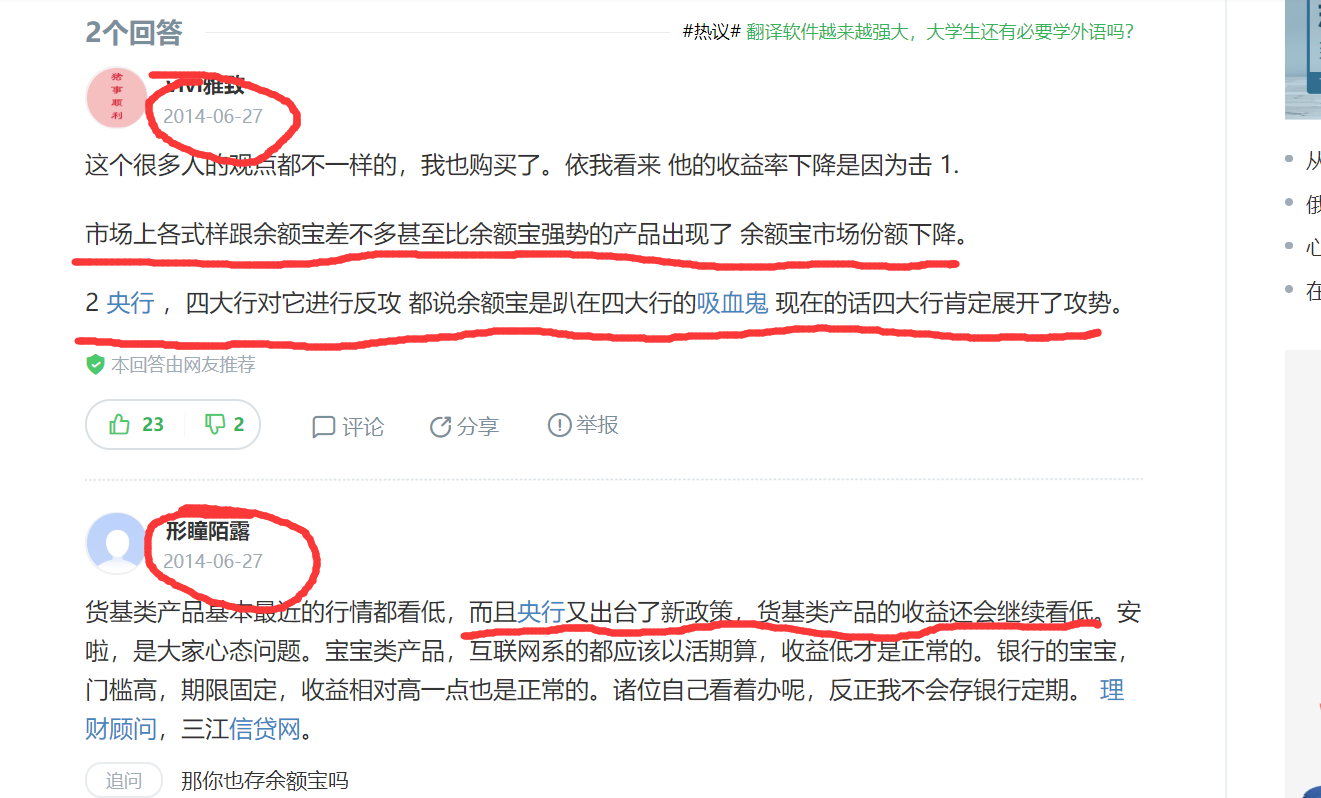 2个回答
#热议# 翻译软件越来越强大，大学生还有必要学外语吗？
猪事顺利
vivi雅致
2014-06-27
这个很多人的观点都不一样的，我也购买了。依我看来 他的收益率下降是因为击 1.
市场上各式样跟余额宝差不多甚至比余额宝强势的产品出现了 余额宝市场份额下降。
2 央行 ，四大行对它进行反攻 都说余额宝是趴在四大行的吸血鬼 现在的话四大行肯定展开了攻势。
本回答由网友推荐
23 2 评论 分享 举报
形瞳陌露
2014-06-27
货基类产品基本最近的行情都看低，而且央行又出台了新政策，货基类产品的收益还会继续看低。安
啦，是大家心态问题。宝宝类产品，互联网系的都应该以活期算，收益低才是正常的。银行的宝宝，
门槛高，期限固定，收益相对高一点也是正常的。诸位自己看着办呢，反正我不会存银行定期。 理
财顾问，三江信贷网。
追问 那你也存余额宝吗
从
俄
心
在